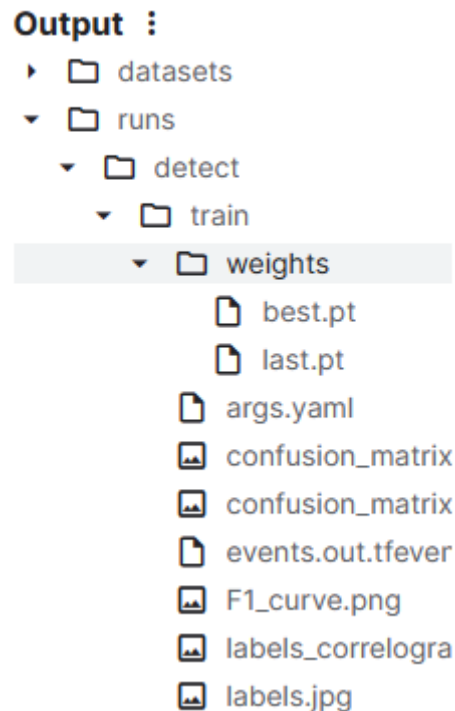 Output
datasets
runs
detect
train
weights
best.pt
last.pt
args.yaml
confusion_matrix
confusion_matrix
events.out.tfever
F1_curve.png
labels_correlogra
labels.jpg